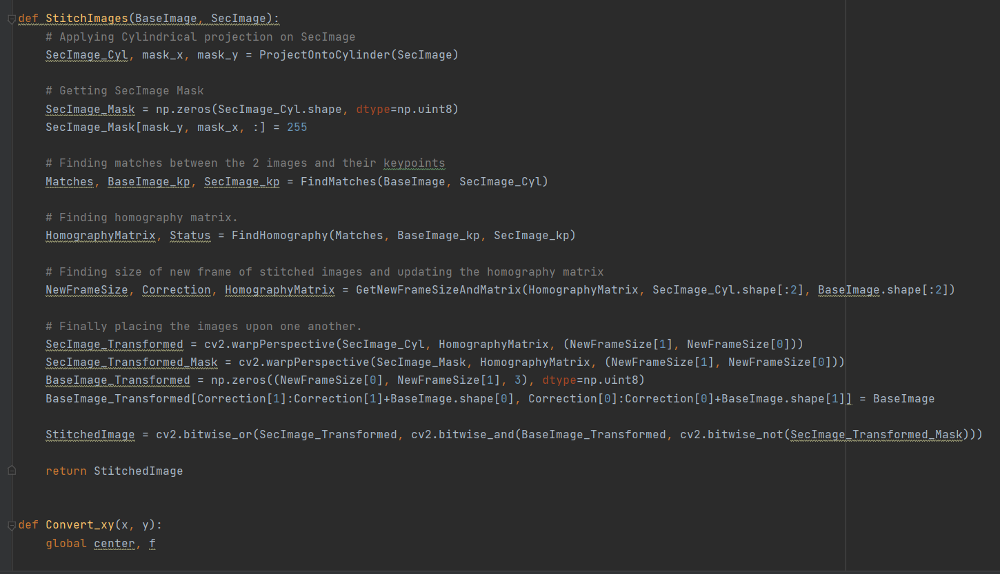 def StitchImages(BaseImage, SecImage):
    # Applying Cylindrical projection on SecImage
    SecImage_Cyl, mask_x, mask_y = ProjectOntoCylinder(SecImage)

    # Getting SecImage Mask
    SecImage_Mask = np.zeros(SecImage_Cyl.shape, dtype=np.uint8)
    SecImage_Mask[mask_y, mask_x, :] = 255

    # Finding matches between the 2 images and their keypoints
    Matches, BaseImage_kp, SecImage_kp = FindMatches(BaseImage, SecImage_Cyl)

    # Finding homography matrix.
    HomographyMatrix, Status = FindHomography(Matches, BaseImage_kp, SecImage_kp)

    # Finding size of new frame of stitched images and updating the homography matrix
    NewFrameSize, Correction, HomographyMatrix = GetNewFrameSizeAndMatrix(HomographyMatrix, SecImage_Cyl.shape[:2], BaseImage.shape[:2])

    # Finally placing the images upon one another.
    SecImage_Transformed = cv2.warpPerspective(SecImage_Cyl, HomographyMatrix, (NewFrameSize[1], NewFrameSize[0]))
    SecImage_Transformed_Mask = cv2.warpPerspective(SecImage_Mask, HomographyMatrix, (NewFrameSize[1], NewFrameSize[0]))
    BaseImage_Transformed = np.zeros((NewFrameSize[0], NewFrameSize[1], 3), dtype=np.uint8)
    BaseImage_Transformed[Correction[1]:Correction[1]+BaseImage.shape[0], Correction[0]:Correction[0]+BaseImage.shape[1]] = BaseImage

    StitchedImage = cv2.bitwise_or(SecImage_Transformed, cv2.bitwise_and(BaseImage_Transformed, cv2.bitwise_not(SecImage_Transformed_Mask)))

    return StitchedImage


def Convert_xy(x, y):
    global center, f